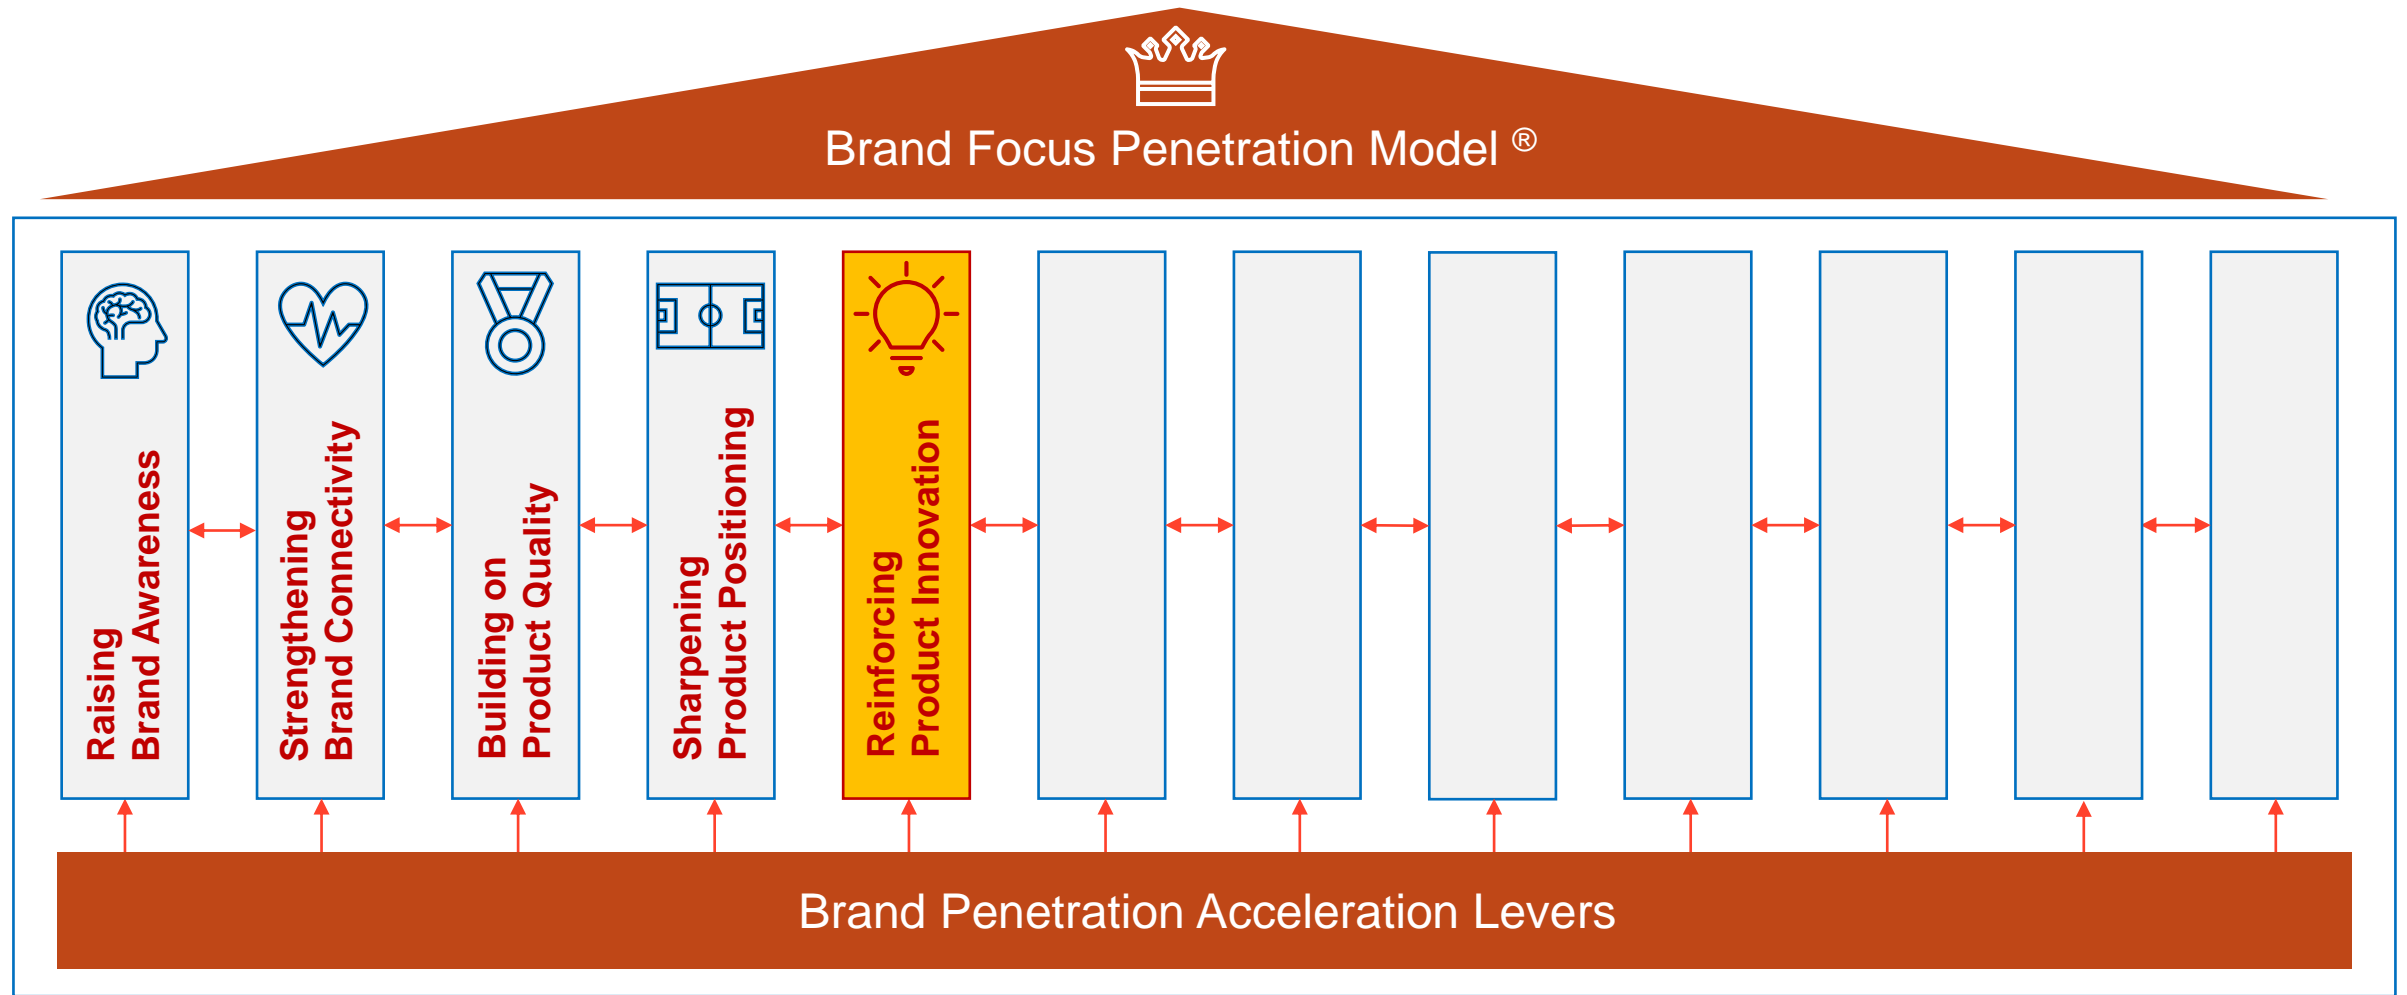 Brand Focus Penetration Model ®
Raising
Brand Awareness
Strengthening
Brand Connectivity
Building on
Product Quality
Sharpening
Product Positioning
Reinforcing
Product Innovation
Brand Penetration Acceleration Levers